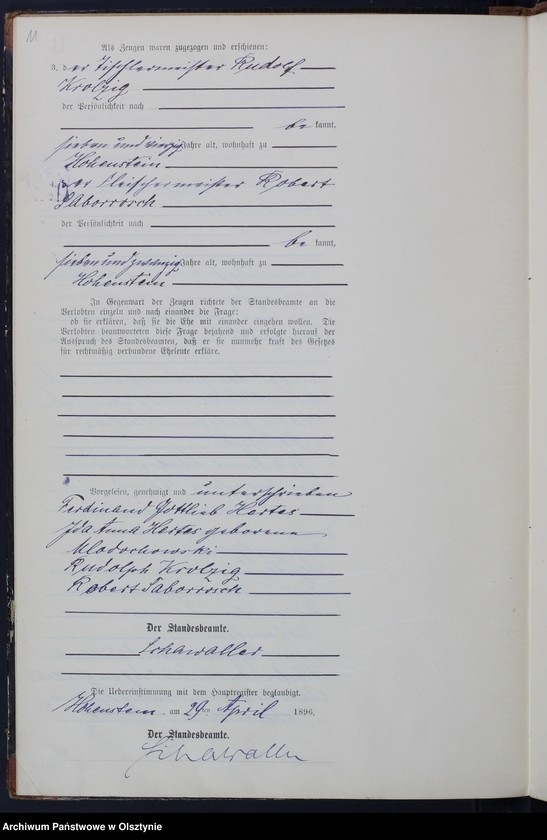 11
Als Zeugen waren zugezogen und erschienen:
3. der Tischlermeister Rudolf
Krolzig
der Persönlichkeit nach
be kannt,
sieben und vierzig Jahre alt, wohnhaft zu
Hohenstein
4. der Fleischermeister Robert
Saborrosch
der Persönlichkeit nach
be kannt,
sieben und zwanzig Jahre alt, wohnhaft zu
Hohenstein
In Gegenwart der Zeugen richtete der Standesbeamte an die
Verlobten einzeln und nach einander die Frage:
ob sie erklären, daß sie die Ehe mit einander eingehen wollen. Die
Verlobten beantworteten diese Frage bejahend und erfolgte hierauf der
Ausspruch des Standesbeamten, daß er sie nunmehr kraft des Gesetzes
für rechtmäßig verbundene Eheleute erkläre.
Vorgelesen, genehmigt und unterschrieben
Ferdinand Gottlieb Hertas
Ida Anna Hertas geborene
Mlodochowski
Rudolph Krolzig
Robert Saborrosch
Der Standesbeamte.
Schawaller
Die Uebereinstimmung mit dem Hauptregister beglaubigt.
Hohenstein am 29ten April 1896.
Der Standesbeamte.
Schawaller
Archiwum Państwowe w Olsztynie